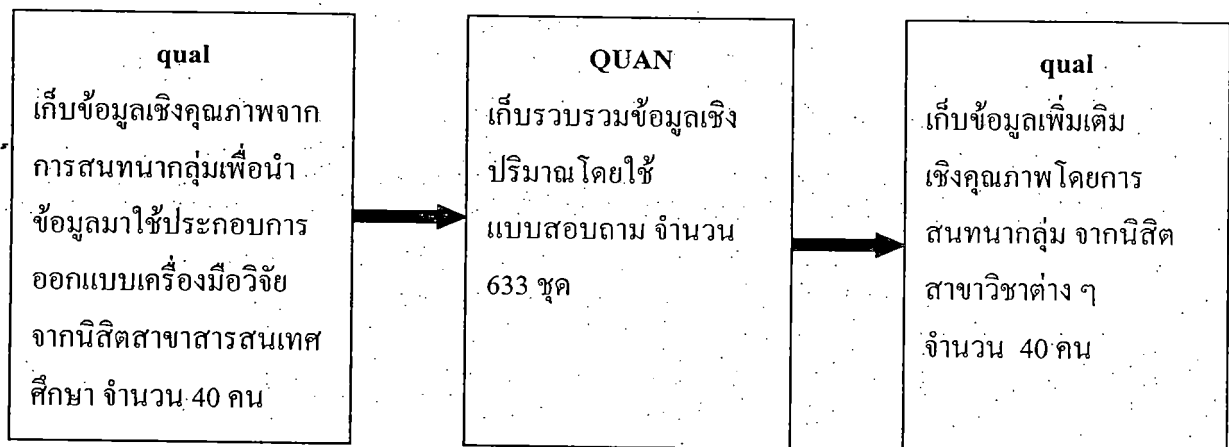 qual
เก็บข้อมูลเชิงคุณภาพจาก
การสนทนากลุ่มเพื่อนำ
ข้อมูลมาใช้ประกอบการ
ออกแบบเครื่องมือวิจัย
จากนิสิตสาขาสารสนเทศ
ศึกษา จำนวน 40 คน
QUAN
เก็บรวบรวมข้อมูลเชิง
ปริมาณโดยใช้
แบบสอบถาม จำนวน
633 ชุด
qual
เก็บข้อมูลเพิ่มเติม
เชิงคุณภาพโดยการ
สนทนากลุ่ม จากนิสิต
สาขาวิชาต่าง ๆ
จำนวน 40 คน